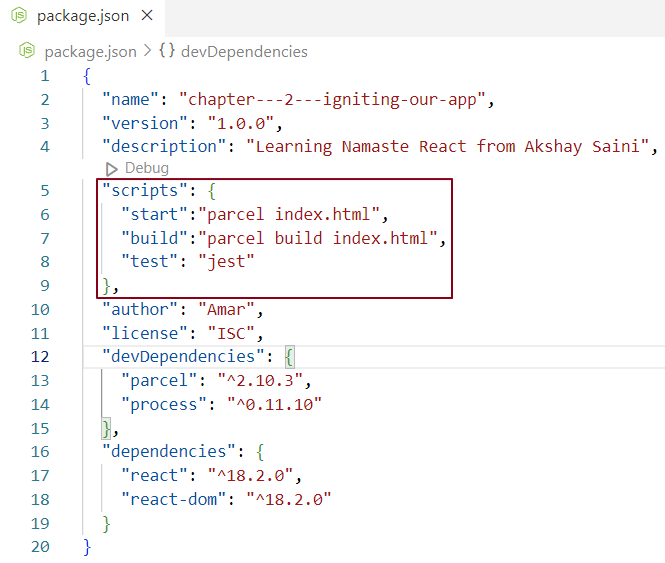 JS package.json ×
JS package.json > {} devDependencies
1 {
2 "name": "chapter---2---igniting-our-app",
3 "version": "1.0.0",
4 "description": "Learning Namaste React from Akshay Saini",
Debug
5 "scripts": {
6 "start":"parcel index.html",
7 "build":"parcel build index.html",
8 "test": "jest"
9 },
10 "author": "Amar",
11 "license": "ISC",
12 "devDependencies": {
13 "parcel": "^2.10.3",
14 "process": "^0.11.10"
15 },
16 "dependencies": {
17 "react": "^18.2.0",
18 "react-dom": "^18.2.0"
19 }
20 }